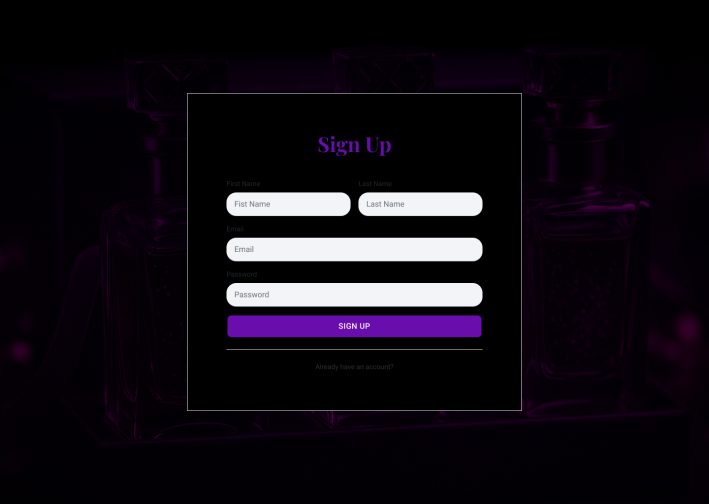 Sign Up
First Name Last Name
Fist Name Last Name
Email
Email
Password
Password
SIGN UP
Already have an account?